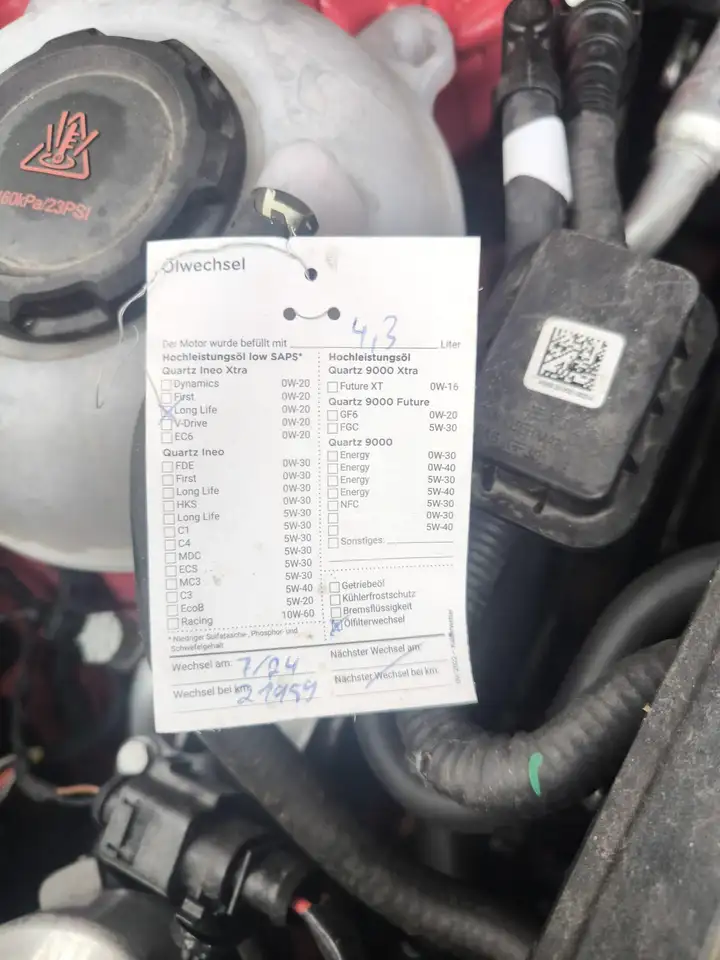 160kPa/23PSI
Ölwechsel
Der Motor wurde befüllt mit 4,3 Liter
Hochleistungsöl low SAPS*
Quartz Ineo Xtra
Dynamics 0W-20
First 0W-20
Long Life 0W-20
V-Drive 0W-20
EC6 0W-20
Quartz Ineo
FDE 0W-30
First 0W-30
Long Life 0W-30
HKS 0W-30
Long Life 5W-30
C1 5W-30
C4 5W-30
MDC 5W-30
ECS 5W-30
MC3 5W-30
C3 5W-40
EcoB 5W-20
Racing 10W-60
* Niedriger Sulfatasche-, Phosphor- und
Schwefelgehalt
Hochleistungsöl
Quartz 9000 Xtra
Future XT 0W-16
Quartz 9000 Future
GF6 0W-20
FGC 5W-30
Quartz 9000
Energy 0W-30
Energy 0W-40
Energy 5W-30
Energy 5W-40
NFC 5W-30
0W-30
5W-40
Sonstiges:
Getriebeöl
Kühlerfrostschutz
Bremsflüssigkeit
Ölfilterwechsel
Wechsel am: 7/24
Wechsel bei km: 21959
Nächster Wechsel am:
Nächster Wechsel bei km: